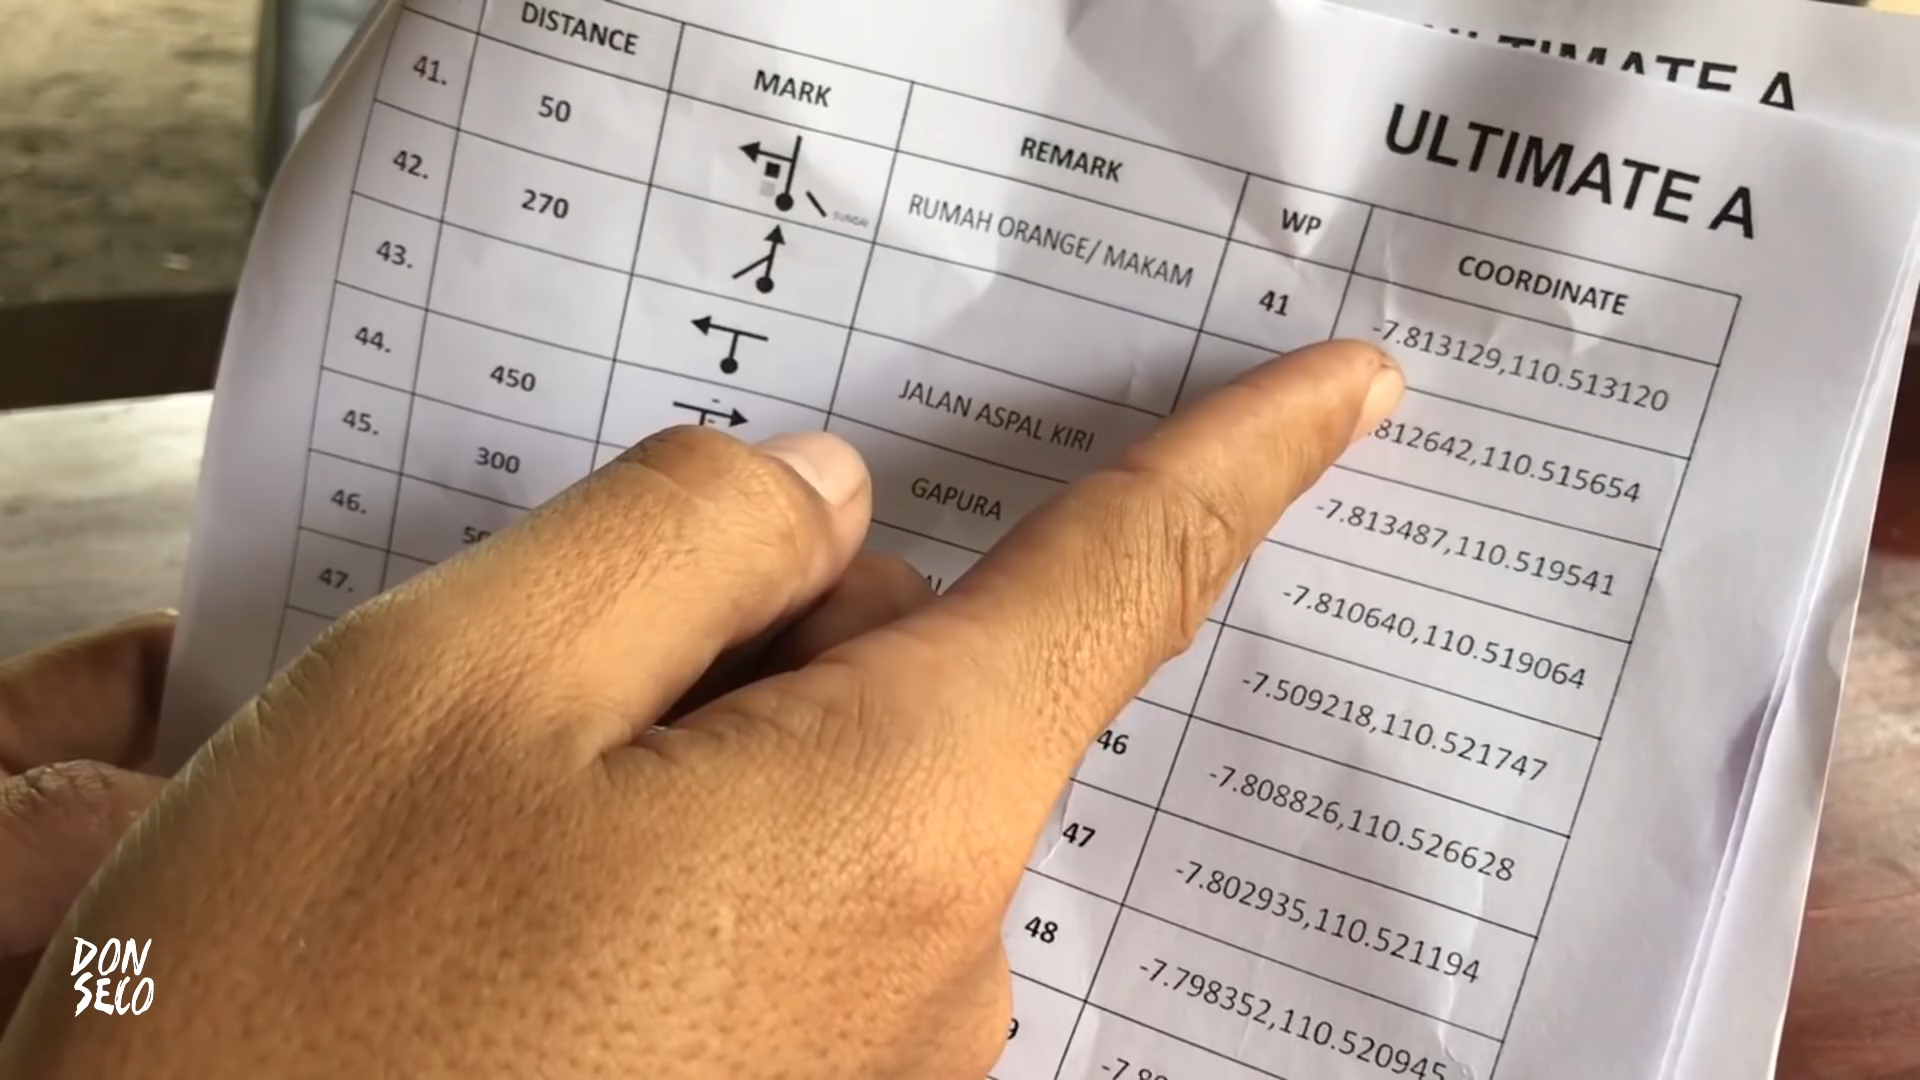 ULTIMATE A
ULTIMATE A
DISTANCE MARK REMARK WP COORDINATE
41. 50 SUNGAI RUMAH ORANGE/ MAKAM 41 -7.813129,110.513120
42. 270 .812642,110.515654
43. JALAN ASPAL KIRI -7.813487,110.519541
44. 450 GAPURA -7.810640,110.519064
45. 300 -7.509218,110.521747
46. 46 -7.808826,110.526628
47. 47 -7.802935,110.521194
48 -7.798352,110.520945
DON
SECO